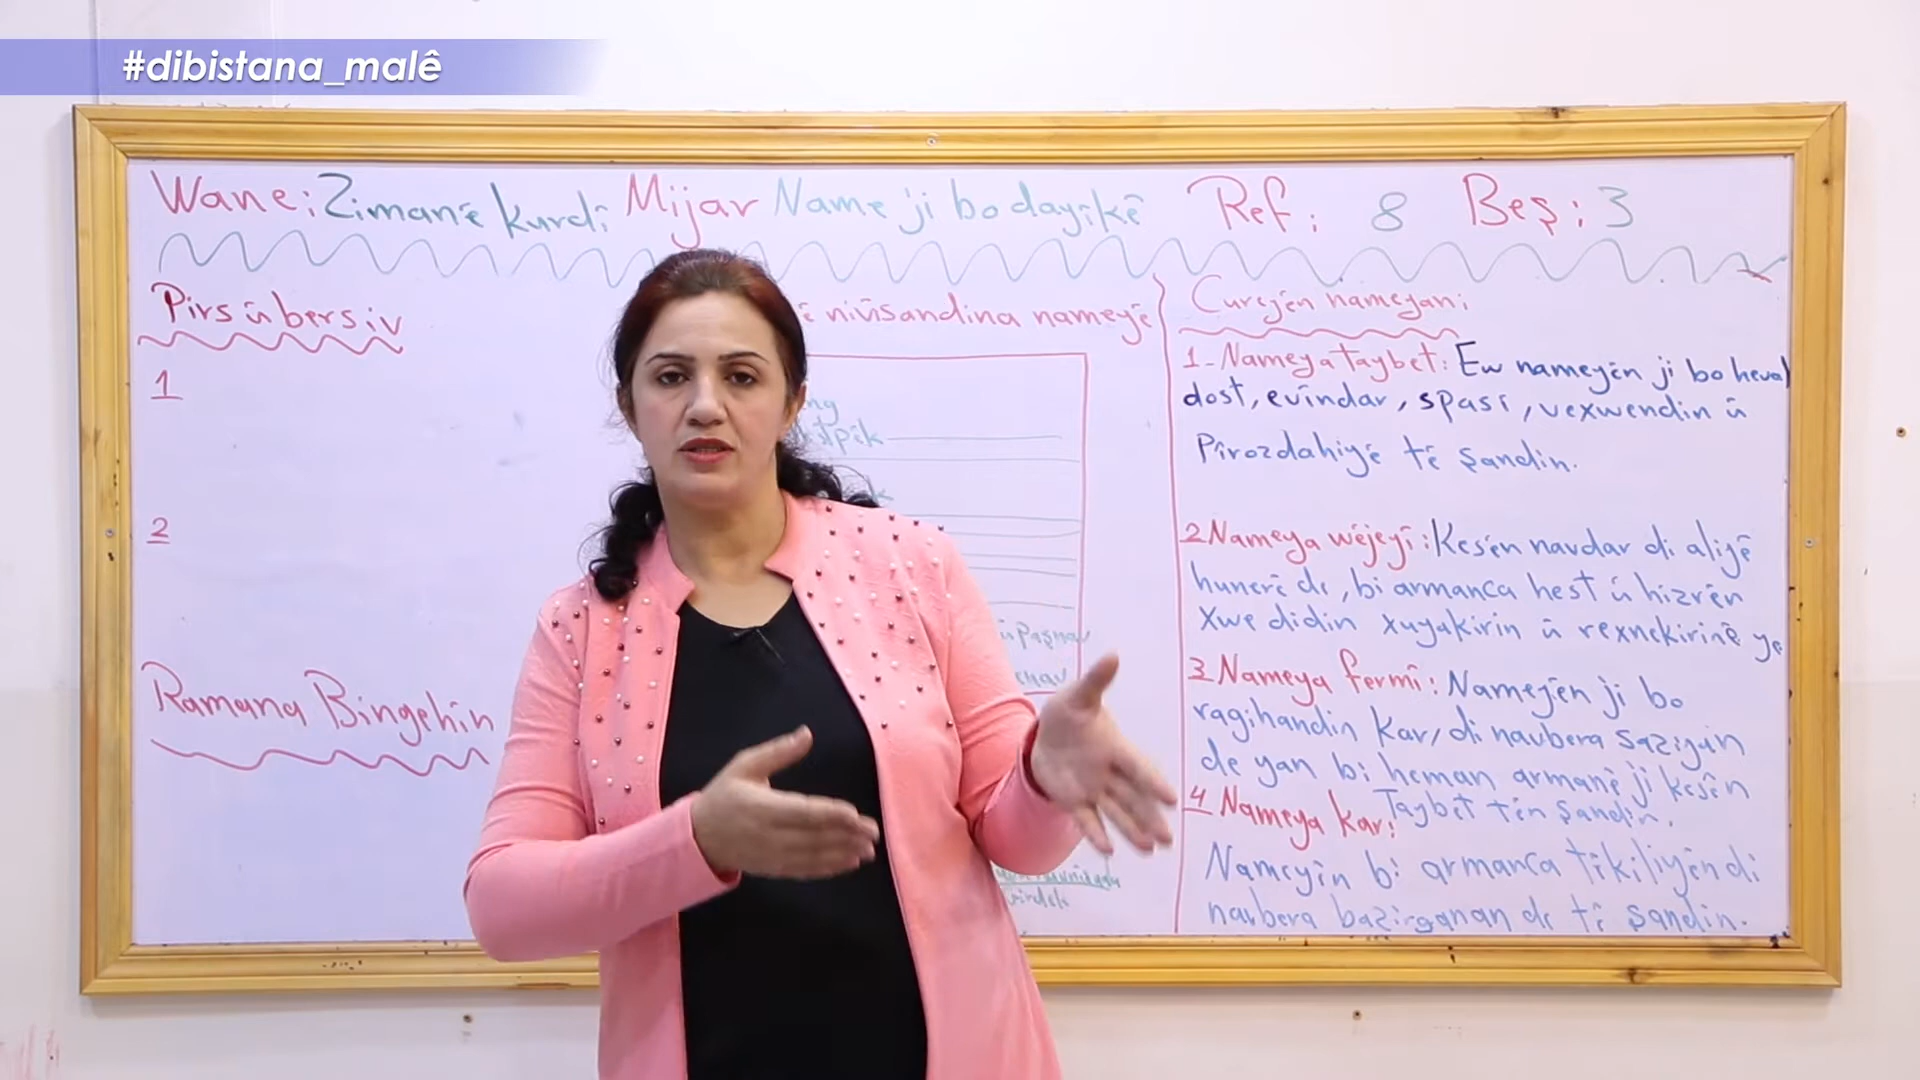 #dibistana_malê
Wane: Zimanê kurdî Mijar Name ji bo dayîkê Ref: 8 Beş: 3
Pirs û bersiv
1
2
Ramana Bingehîn
nivîsandina nameyê
û Paşnav
Cureyên nameyan:
1- Nameya taybet: Ew nameyên ji bo heval
dost, evîndar, spasî, vexwendin û
Pîrozdahiyê tê şandin.
2 Nameya wêjeyî: Kesên navdar di aliyê
hunerê de, bi armanca hest û hizrên
xwe didin xuyakirin û rexnekirinê ye
3 Nameya fermî: Nameyên ji bo
ragihandin kar, di navbera saziyan
de yan bi heman armanê ji kesên
Taybet tên şandin.
4 Nameya kar:
Nameyîn bi armanca têkiliyên di
navbera bazirganan de tê şandin.